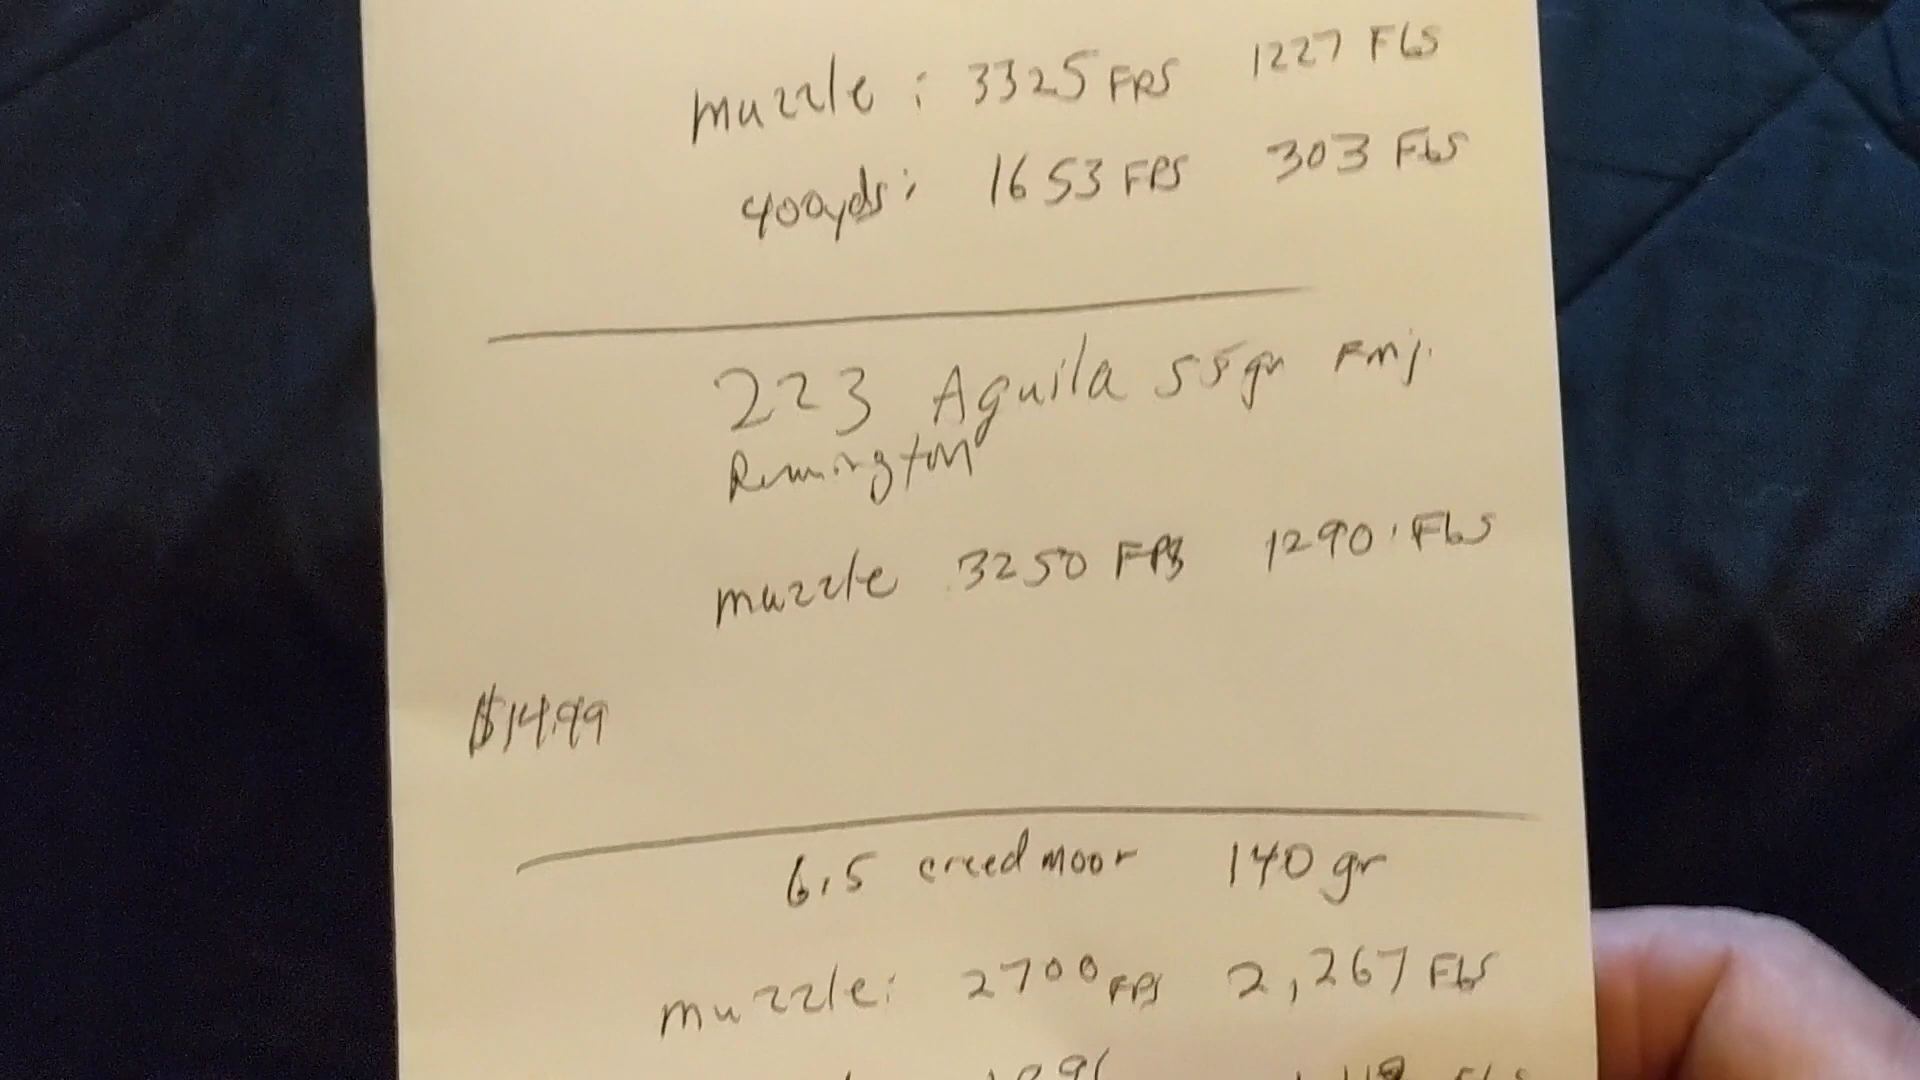 muzzle: 3325 FPS 1227 Fbs
400yds: 1653 FPS 303 Fbs
223 Aguila 55gr Fmj.
Remington
muzzle 3250 FPS 1290 Fbs
$14.99
6.5 creedmoor 140 gr
muzzle: 2700 FPS 2,267 Fbs